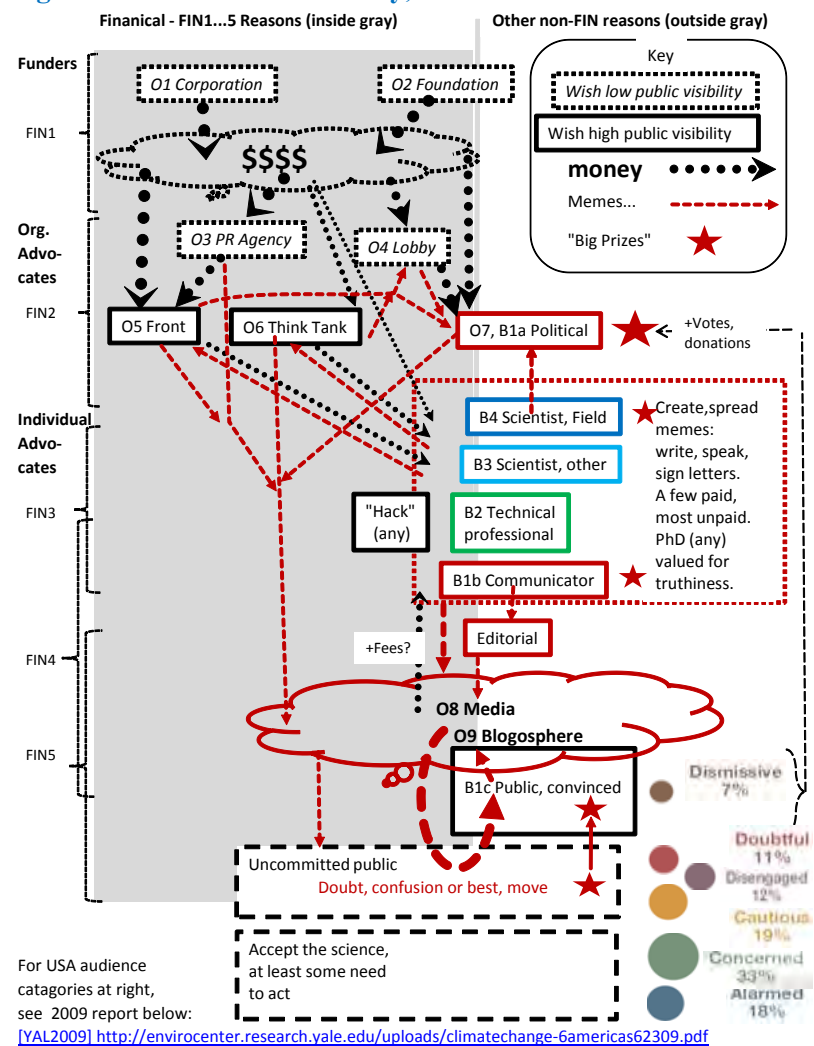 Finanical - FIN1...5 Reasons (inside gray)
Other non-FIN reasons (outside gray)
Key
Wish low public visibility
Wish high public visibility
money
Memes...
"Big Prizes"
Funders
O1 Corporation
O2 Foundation
FIN1
$$$$
Org.
Advo-
cates
O3 PR Agency
O4 Lobby
FIN2
O5 Front
O6 Think Tank
O7, B1a Political
+Votes,
donations
Individual
Advo-
cates
B4 Scientist, Field
B3 Scientist, other
Create,spread
memes:
write, speak,
sign letters.
A few paid,
most unpaid.
PhD (any)
valued for
truthiness.
FIN3
"Hack"
(any)
B2 Technical
professional
B1b Communicator
Editorial
+Fees?
FIN4
O8 Media
O9 Blogosphere
FIN5
B1c Public, convinced
Dismissive
7%
Doubtful
11%
Disengaged
12%
Cautious
19%
Concerned
33%
Alarmed
18%
Uncommitted public
Doubt, confusion or best, move
Accept the science,
at least some need
to act
For USA audience
catagories at right,
see 2009 report below:
[YAL2009] http://envirocenter.research.yale.edu/uploads/climatechange-6americas62309.pdf